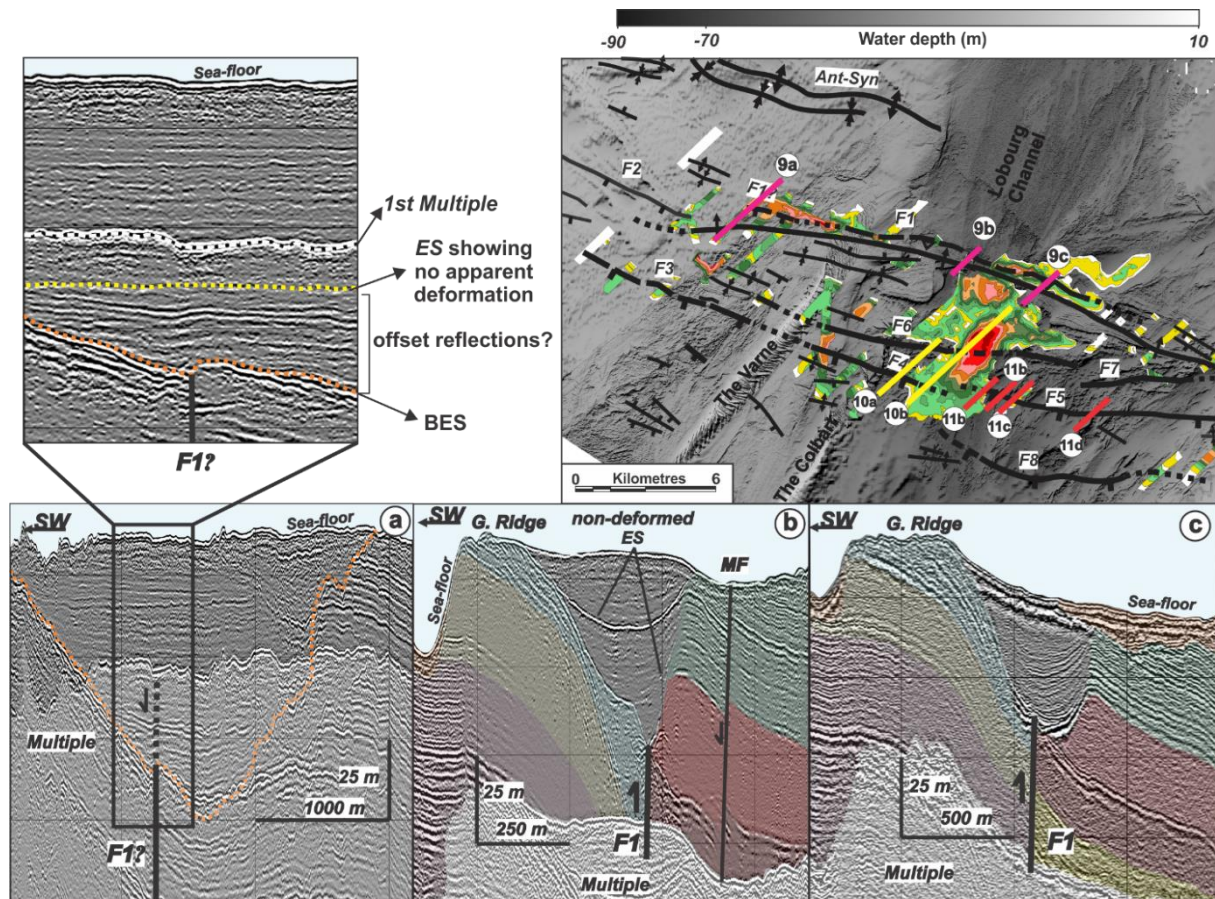 Sea-floor
1st Multiple
ES showing
no apparent
deformation
offset reflections?
BES
F1?
-90
-70
Water depth (m)
10
Ant-Syn
Lobourg
Channel
9a
F2
F1
F1
9b
9c
F3
F6
F4
F7
The Varne
11b
F5
10a
10b
11b
11c
11d
The Colbart
F8
Kilometres
0
6
SW
Sea-floor
a
Multiple
25 m
1000 m
F1?
SW
G. Ridge
non-deformed
ES
b
MF
Sea-floor
25 m
250 m
F1
Multiple
SW
G. Ridge
c
Sea-floor
25 m
500 m
F1
Multiple